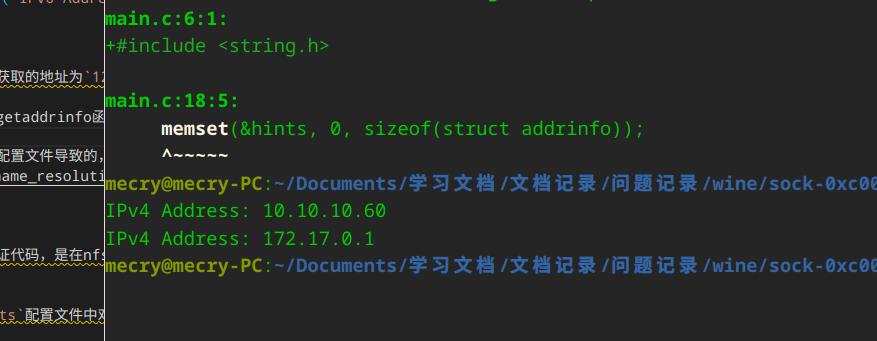 main.c:6:1:
+#include <string.h>
获取的地址为`12
main.c:18:5:
getaddrinfo函
memset(&hints, 0, sizeof(struct addrinfo));
配置文件导致的,
^~~~~~
name_resoluti
mecry@mecry-PC:~/Documents/学习文档/文档记录/问题记录/wine/sock-0xc00
IPv4 Address: 10.10.10.60
IPv4 Address: 172.17.0.1
证代码，是在nfs
mecry@mecry-PC:~/Documents/学习文档/文档记录/问题记录/wine/sock-0xc00
ts`配置文件中对